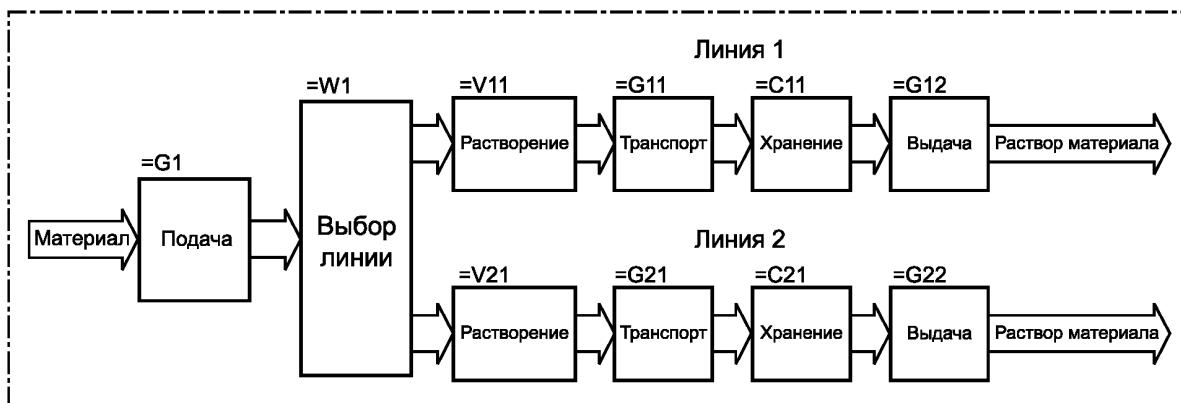 Линия 1
=W1
=V11
=G11
=C11
=G12
Растворение
Транспорт
Хранение
Выдача
Раствор материала
=G1
Материал
Подача
Выбор
линии
Линия 2
=V21
=G21
=C21
=G22
Растворение
Транспорт
Хранение
Выдача
Раствор материала